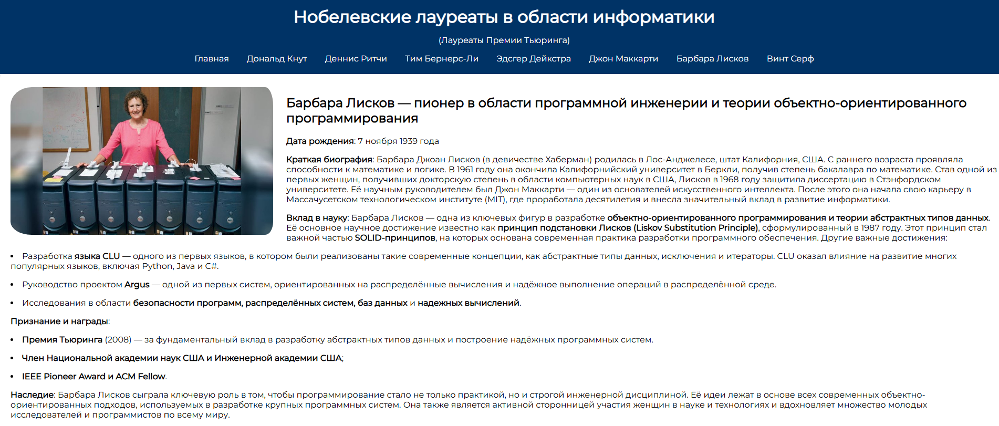 Нобелевские лауреаты в области информатики
(Лауреаты Премии Тьюринга)
Главная Дональд Кнут Деннис Ритчи Тим Бернерс-Ли Эдсгер Дейкстра Джон Маккарти Барбара Лисков Винт Серф
Барбара Лисков — пионер в области программной инженерии и теории объектно-ориентированного
программирования
Дата рождения: 7 ноября 1939 года
Краткая биография: Барбара Джоан Лисков (в девичестве Хаберман) родилась в Лос-Анджелесе, штат Калифорния, США. С раннего возраста проявляла
способности к математике и логике. В 1961 году она окончила Калифорнийский университет в Беркли, получив степень бакалавра по математике. Став одной из
первых женщин, получивших докторскую степень в области компьютерных наук в США, Лисков в 1968 году защитила диссертацию в Стэнфордском
университете. Её научным руководителем был Джон Маккарти — один из основателей искусственного интеллекта. После этого она начала свою карьеру в
Массачусетском технологическом институте (MIT), где проработала десятилетия и внесла значительный вклад в развитие информатики.
Вклад в науку: Барбара Лисков — одна из ключевых фигур в разработке объектно-ориентированного программирования и теории абстрактных типов данных.
Её основное научное достижение известно как принцип подстановки Лисков (Liskov Substitution Principle), сформулированный в 1987 году. Этот принцип стал
важной частью SOLID-принципов, на которых основана современная практика разработки программного обеспечения. Другие важные достижения:
• Разработка языка CLU — одного из первых языков, в котором были реализованы такие современные концепции, как абстрактные типы данных, исключения и итераторы. CLU оказал влияние на развитие многих
популярных языков, включая Python, Java и C#.
• Руководство проектом Argus — одной из первых систем, ориентированных на распределённые вычисления и надёжное выполнение операций в распределённой среде.
• Исследования в области безопасности программ, распределённых систем, баз данных и надежных вычислений.
Признание и награды:
• Премия Тьюринга (2008) — за фундаментальный вклад в разработку абстрактных типов данных и построение надёжных программных систем.
• Член Национальной академии наук США и Инженерной академии США;
• IEEE Pioneer Award и ACM Fellow.
Наследие: Барбара Лисков сыграла ключевую роль в том, чтобы программирование стало не только практикой, но и строгой инженерной дисциплиной. Её идеи лежат в основе всех современных объектно-
ориентированных подходов, используемых в разработке крупных программных систем. Она также является активной сторонницей участия женщин в науке и технологиях и вдохновляет множество молодых
исследователей и программистов по всему миру.